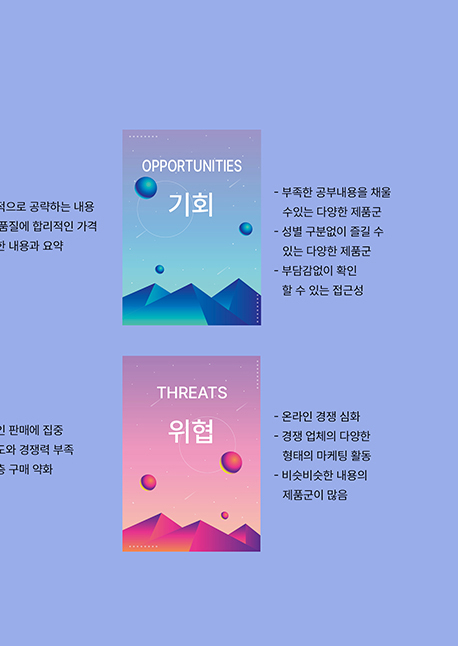 적으로 공략하는 내용
품질에 합리적인 가격
한 내용과 요약
OPPORTUNITIES
기회
- 부족한 공부내용을 채울
수있는 다양한 제품군
- 성별 구분없이 즐길 수
있는 다양한 제품군
- 부담감없이 확인
할 수 있는 접근성
인 판매에 집중
도와 경쟁력 부족
층 구매 약화
THREATS
위협
- 온라인 경쟁 심화
- 경쟁 업체의 다양한
형태의 마케팅 활동
- 비슷비슷한 내용의
제품군이 많음